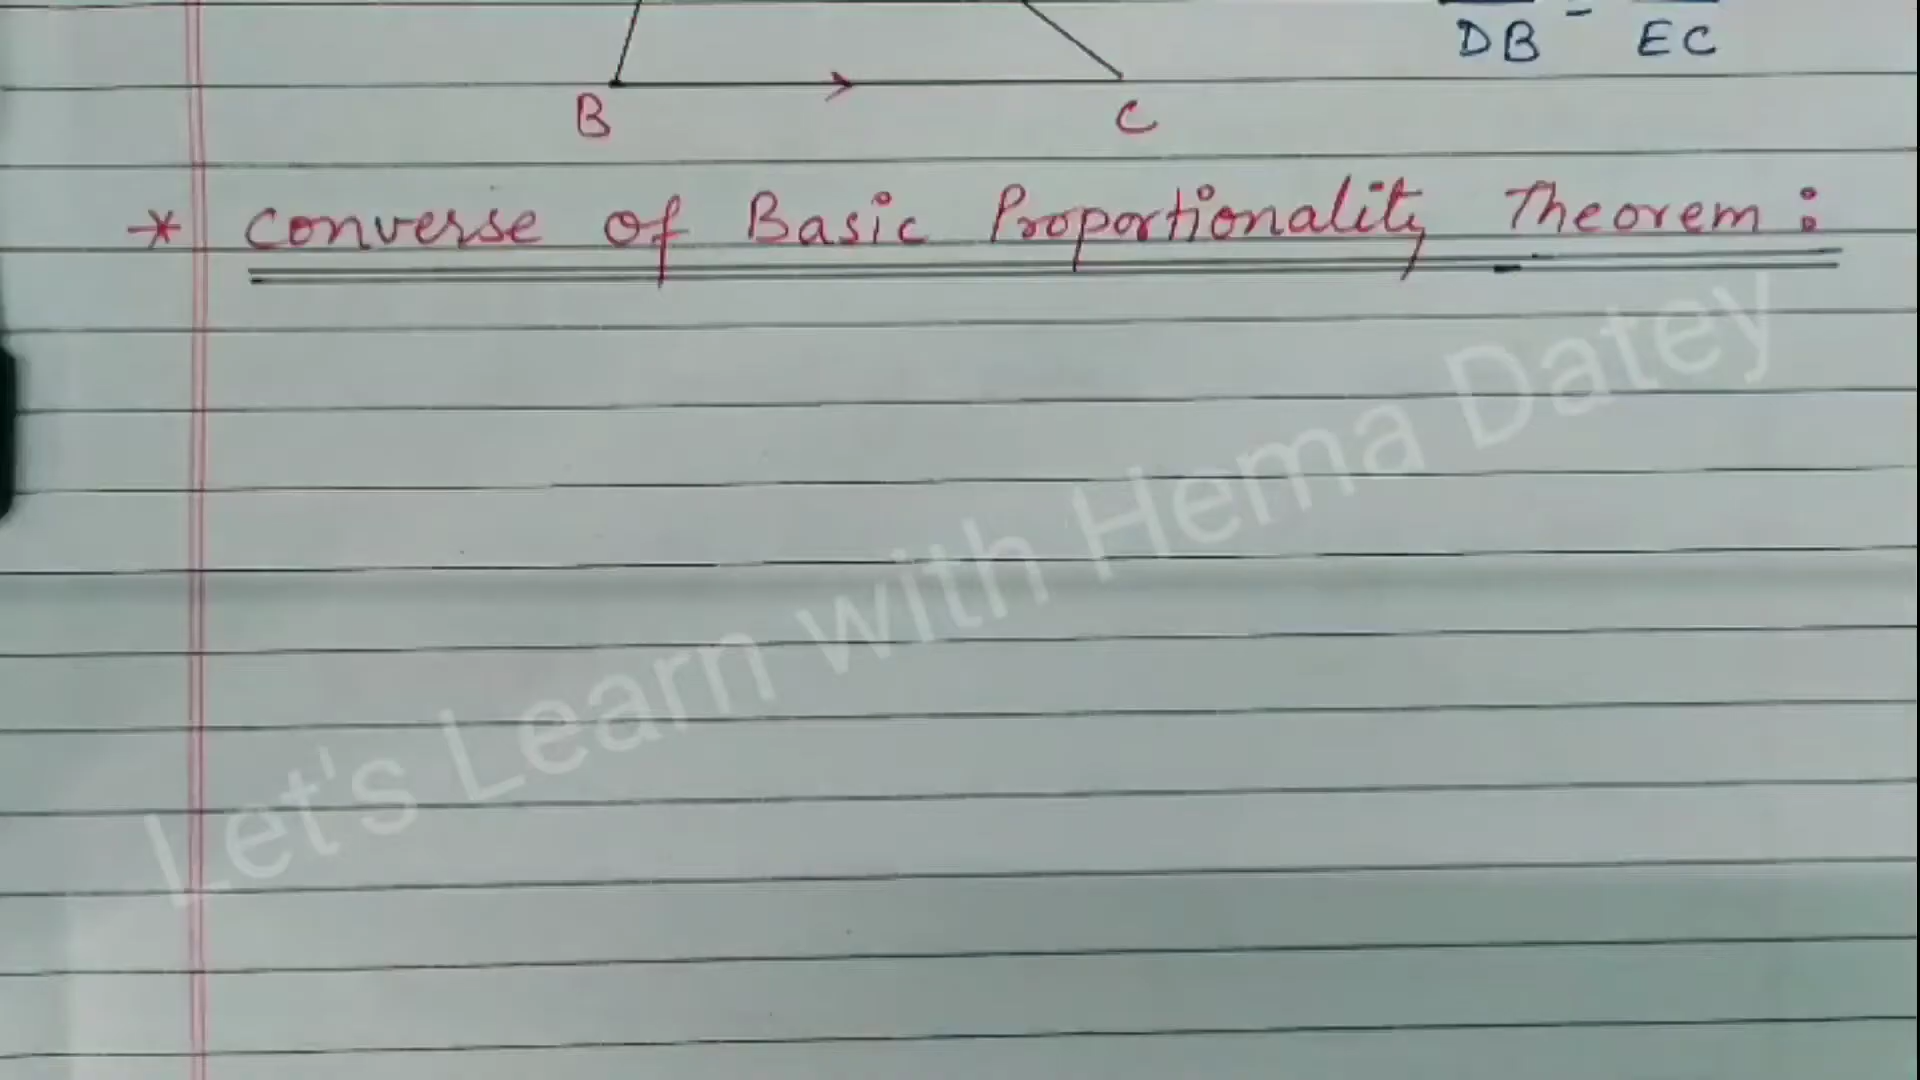 DB = EC
B C
* Converse of Basic Proportionality Theorem :
Let's Learn with Hema Datey